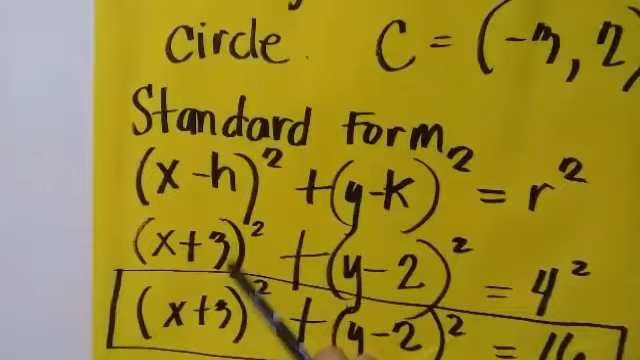 Circle C = (-3, 2)
Standard Form
(x-h)² + (y-k)² = r²
(x+3)² + (y-2)² = 4²
(x+3)² + (y-2)² = 16